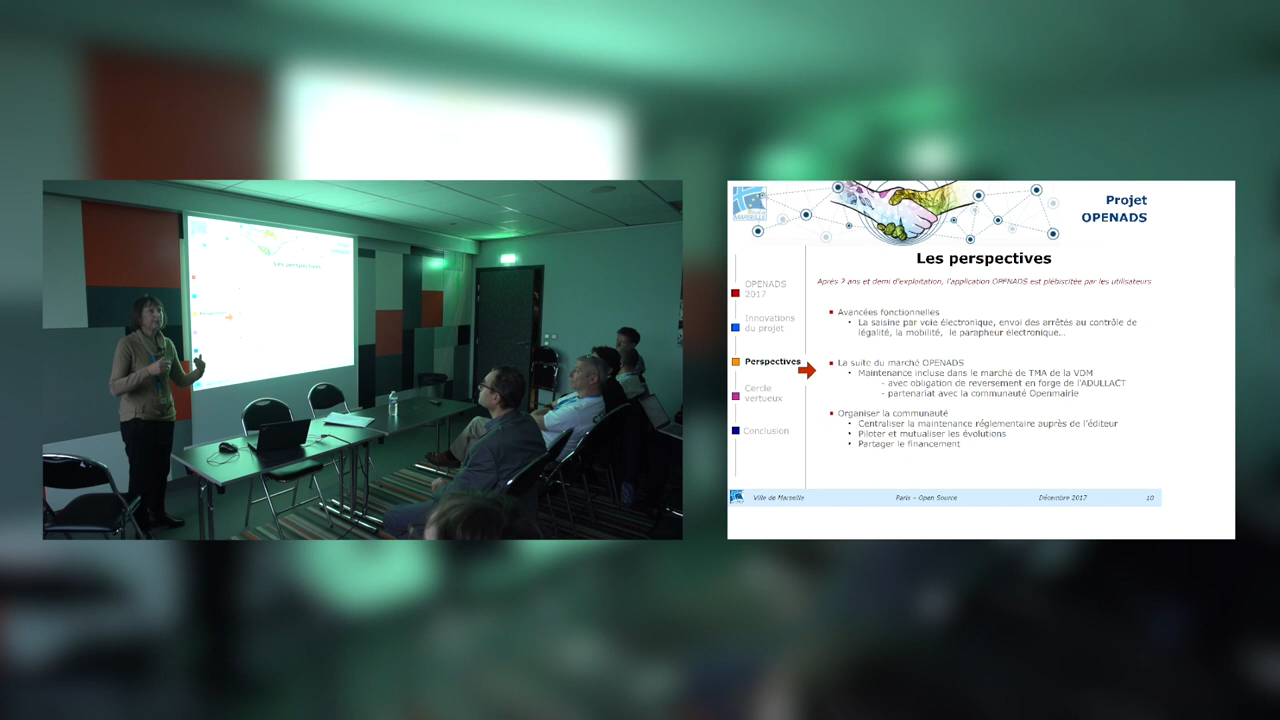 Les perspectives
MARSEILLE
Projet
OPENADS
Les perspectives
Après 2 ans et demi d'exploitation, l'application OPENADS est plébiscitée par les utilisateurs
OPENADS
2017
Innovations
du projet
Perspectives
Cercle
vertueux
Conclusion
Avancées fonctionnelles
La saisine par voie électronique, envoi des arrêtés au contrôle de
légalité, la mobilité, le parapheur électronique...
La suite du marché OPENADS
Maintenance incluse dans le marché de TMA de la VDM
- avec obligation de reversement en forge de l'ADULLACT
- partenariat avec la communauté Openmairie
Organiser la communauté
Centraliser la maintenance réglementaire auprès de l'éditeur
Piloter et mutualiser les évolutions
Partager le financement
Ville de Marseille
Paris – Open Source
Décembre 2017
10